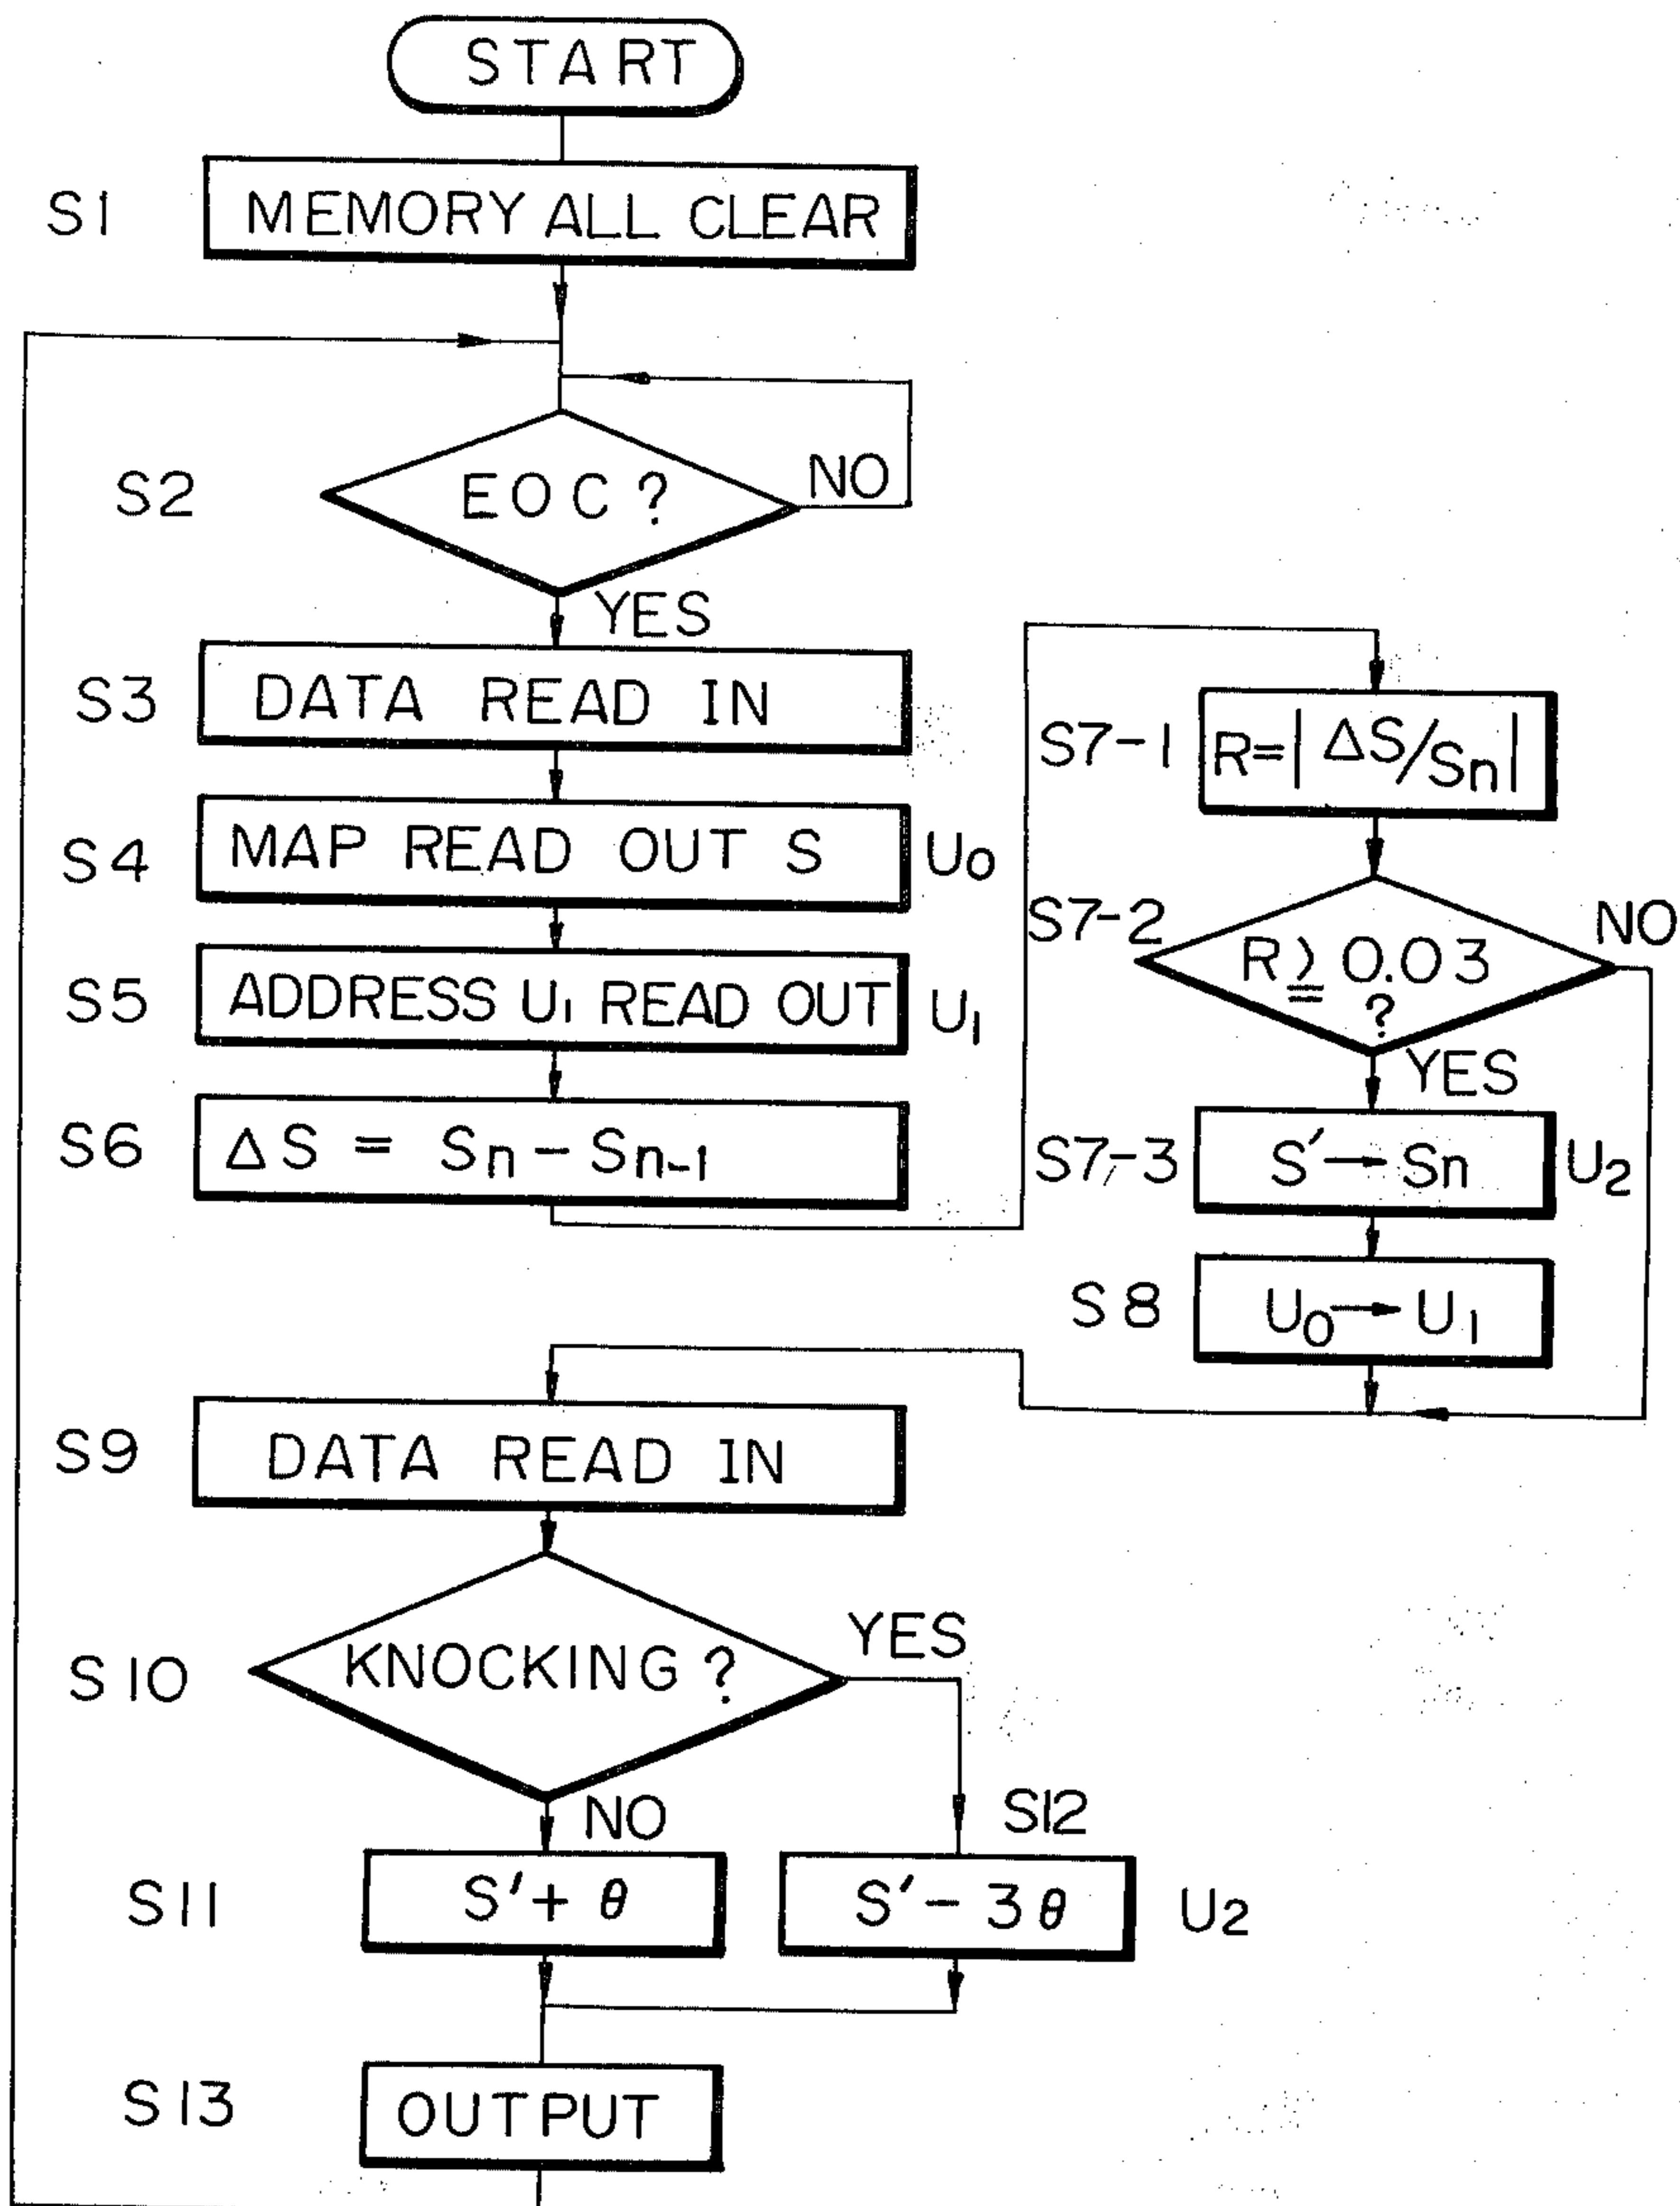 START
S1 MEMORY ALL CLEAR
S2 EOC ? NO
YES
S3 DATA READ IN
S4 MAP READ OUT S U₀
S5 ADDRESS U₁ READ OUT U₁
S6 ΔS = Sn - Sn-1
S7-1 R=|ΔS/Sn|
S7-2 R ≧ 0.03 NO
?
YES
S7-3 S′ → Sn U₂
S8 U₀ → U₁
S9 DATA READ IN
S10 KNOCKING ? YES
NO S12
S11 S′ + θ S′ - 3θ U₂
S13 OUTPUT